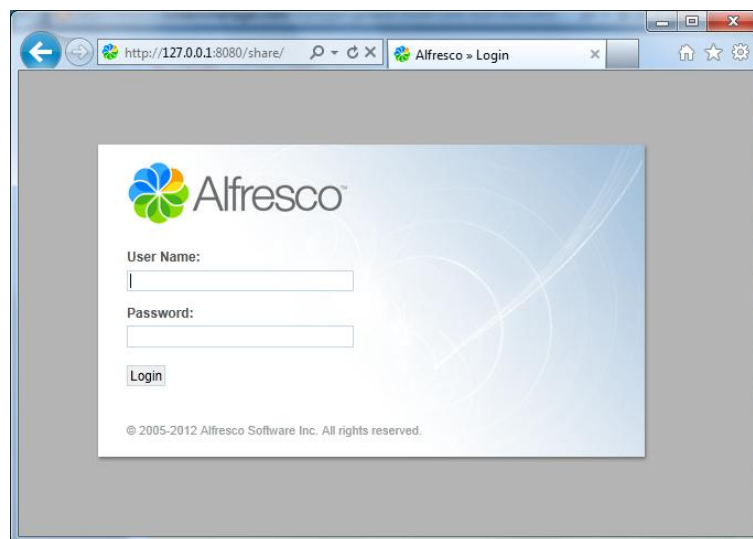 http://127.0.0.1:8080/share/
Alfresco » Login
Alfresco™
User Name:
Password:
Login
© 2005-2012 Alfresco Software Inc. All rights reserved.